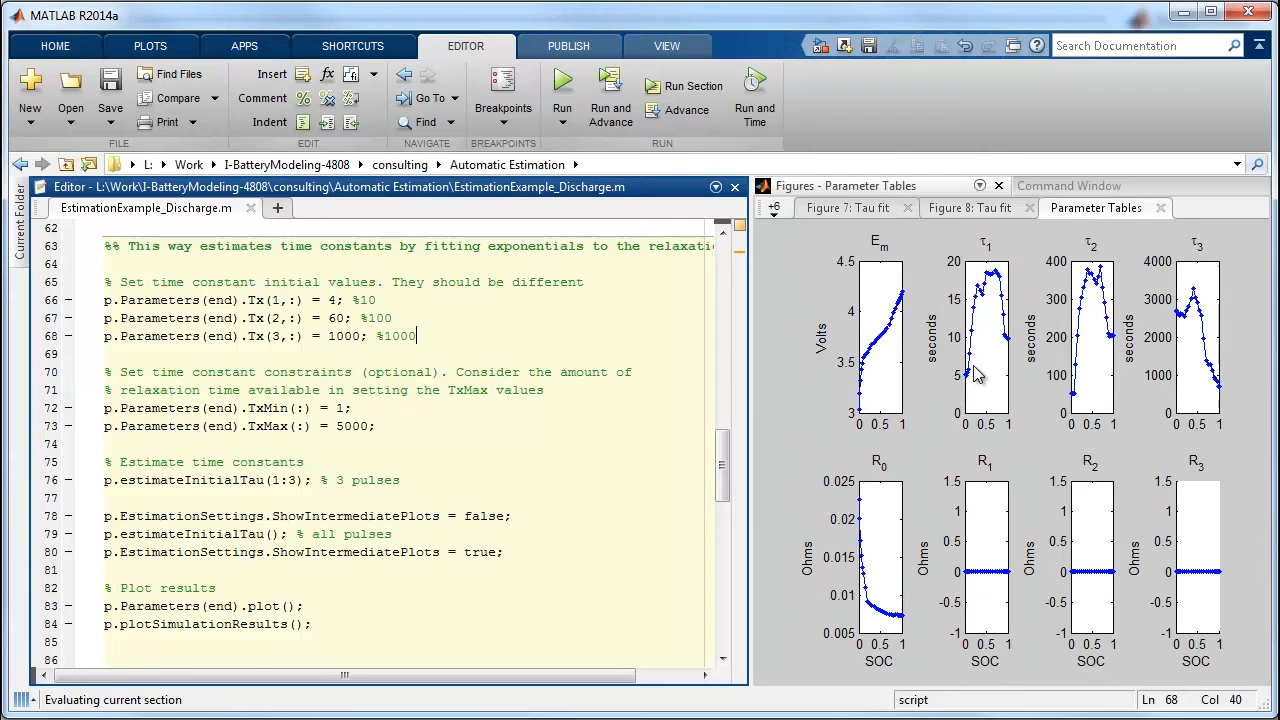 MATLAB R2014a
HOME PLOTS APPS SHORTCUTS EDITOR PUBLISH VIEW Search Documentation
New Open Save Find Files Compare Print
Insert Comment Indent
Go To Find
Breakpoints
Run Run and Advance Run Section Advance Run and Time
FILE EDIT NAVIGATE BREAKPOINTS RUN
L: Work I-BatteryModeling-4808 consulting Automatic Estimation
Current Folder
Editor - L:\Work\I-BatteryModeling-4808\consulting\Automatic Estimation\EstimationExample_Discharge.m
EstimationExample_Discharge.m
62
63 %% This way estimates time constants by fitting exponentials to the relaxatio
64
65 % Set time constant initial values. They should be different
66 p.Parameters(end).Tx(1,:) = 4; %10
67 p.Parameters(end).Tx(2,:) = 60; %100
68 p.Parameters(end).Tx(3,:) = 1000; %1000
69
70 % Set time constant constraints (optional). Consider the amount of
71 % relaxation time available in setting the TxMax values
72 p.Parameters(end).TxMin(:) = 1;
73 p.Parameters(end).TxMax(:) = 5000;
74
75 % Estimate time constants
76 p.estimateInitialTau(1:3); % 3 pulses
77
78 p.EstimationSettings.ShowIntermediatePlots = false;
79 p.estimateInitialTau(); % all pulses
80 p.EstimationSettings.ShowIntermediatePlots = true;
81
82 % Plot results
83 p.Parameters(end).plot();
84 p.plotSimulationResults();
85
86
Figures - Parameter Tables Command Window
+6 Figure 7: Tau fit Figure 8: Tau fit Parameter Tables
Em τ1 τ2 τ3
Volts seconds seconds seconds
4.5 20 400 4000
4 15 300 3000
10 200 2000
3.5 5 100 1000
3 0 0 0
0 0.5 1 0 0.5 1 0 0.5 1 0 0.5 1
R0 R1 R2 R3
Ohms Ohms Ohms Ohms
0.025 1.5 1.5 1.5
0.02 1 1 1
0.015 0.5 0.5 0.5
0 0 0
0.01 -0.5 -0.5 -0.5
0.005 -1 -1 -1
0 0.5 1 0 0.5 1 0 0.5 1 0 0.5 1
SOC SOC SOC SOC
Evaluating current section script Ln 68 Col 40